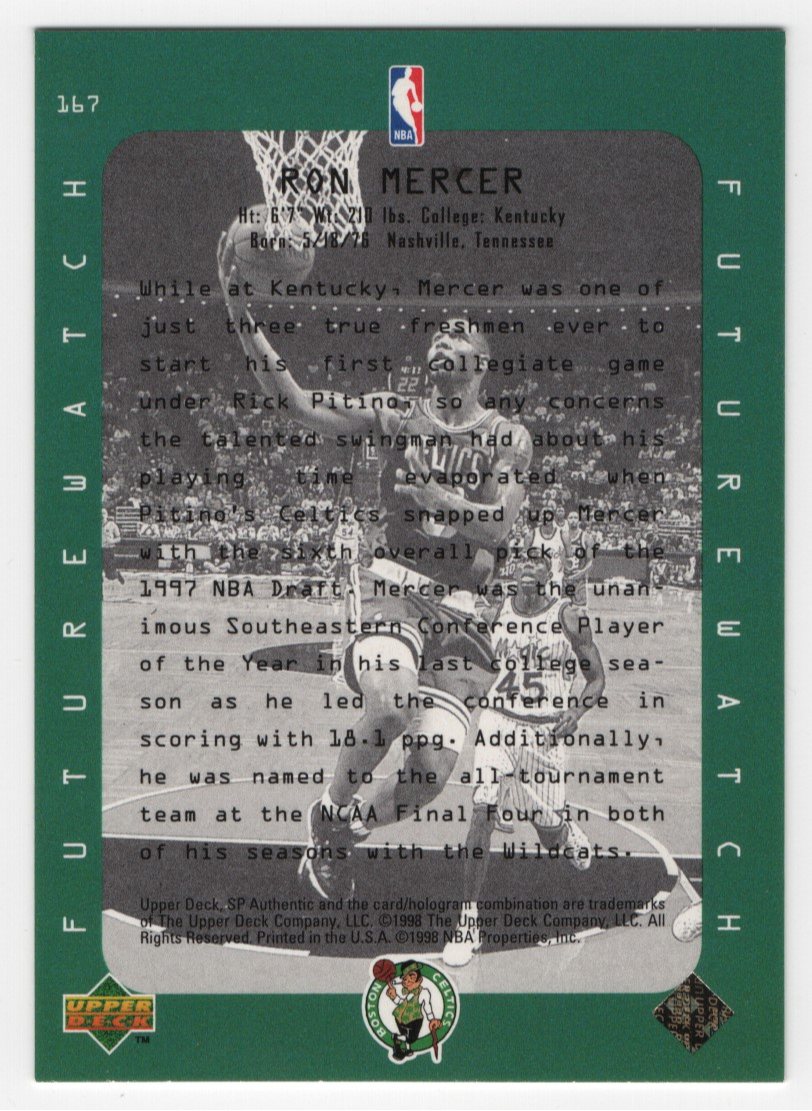 167
NBA
RON MERCER
Ht: 6'7" Wt: 210 lbs. College: Kentucky
Born: 5/18/76 Nashville, Tennessee
While at Kentucky, Mercer was one of
just three true freshmen ever to
start his first collegiate game
under Rick Pitino, so any concerns
the talented swingman had about his
playing time evaporated when
Pitino's Celtics snapped up Mercer
with the sixth overall pick of the
1997 NBA Draft. Mercer was the unan-
imous Southeastern Conference Player
of the Year in his last college sea-
son as he led the conference in
scoring with 18.1 ppg. Additionally,
he was named to the all-tournament
team at the NCAA Final Four in both
of his seasons with the Wildcats.
Upper Deck, SP Authentic and the card/hologram combination are trademarks
of The Upper Deck Company, LLC. ©1998 The Upper Deck Company, LLC. All
Rights Reserved. Printed in the U.S.A. ©1998 NBA Properties, Inc.
FUTUREWATCH
FUTUREWATCH
22
MAGIC
45
UPPER
DECK
TM
BOSTON CELTICS